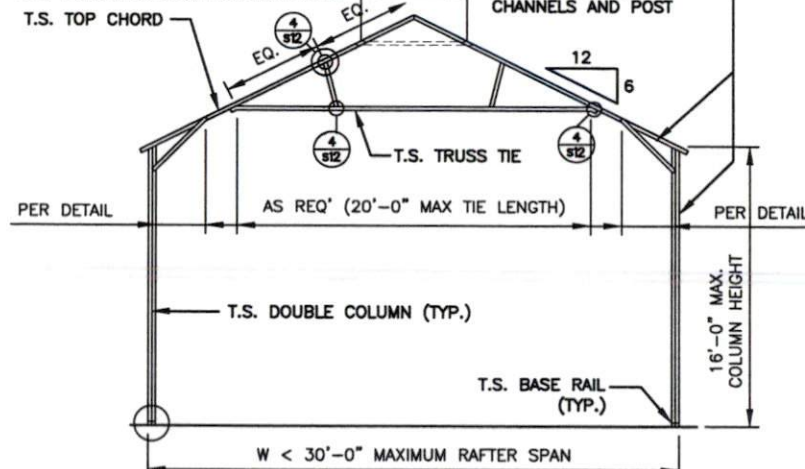 CHANNELS AND POST
T.S. TOP CHORD
4
s12
EQ.
EQ.
12
6
4
s12
T.S. TRUSS TIE
4
s12
PER DETAIL
AS REQ' (20'-0" MAX TIE LENGTH)
PER DETAIL
T.S. DOUBLE COLUMN (TYP.)
16'-0" MAX.
COLUMN HEIGHT
T.S. BASE RAIL
(TYP.)
W < 30'-0" MAXIMUM RAFTER SPAN